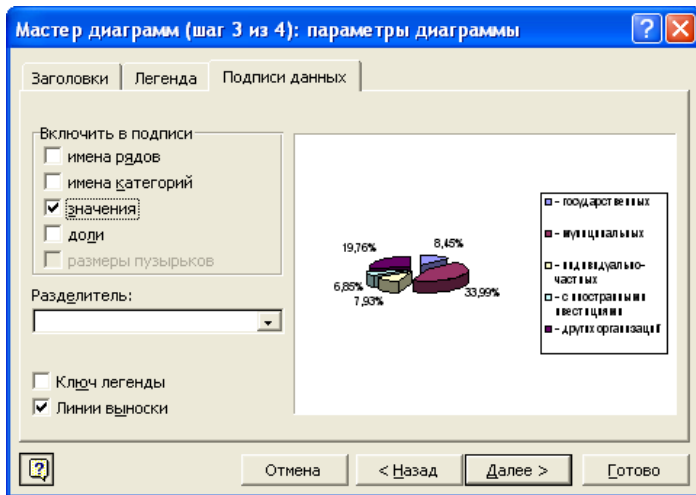 Мастер диаграмм (шаг 3 из 4): параметры диаграммы
Заголовки
Легенда
Подписи данных
Включить в подписи
имена рядов
имена категорий
значения
доли
размеры пузырьков
Разделитель:
Ключ легенды
Линии выноски
19,76%
8,45%
6,85%
7,93%
33,99%
- государственных
- муниципальных
- индивидуально-
частных
- с иностранными
- других организаций
Отмена
< Назад
Далее >
Готово